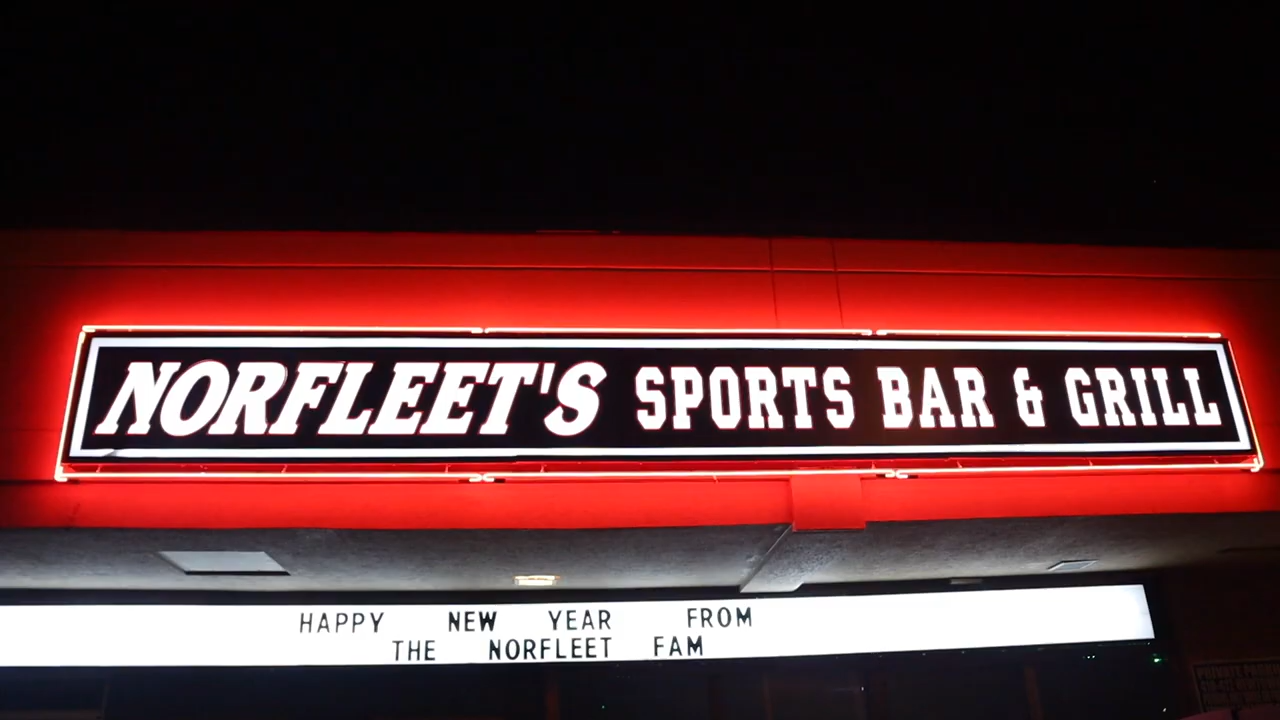 NORFLEET'S SPORTS BAR & GRILL
HAPPY NEW YEAR FROM
THE NORFLEET FAM